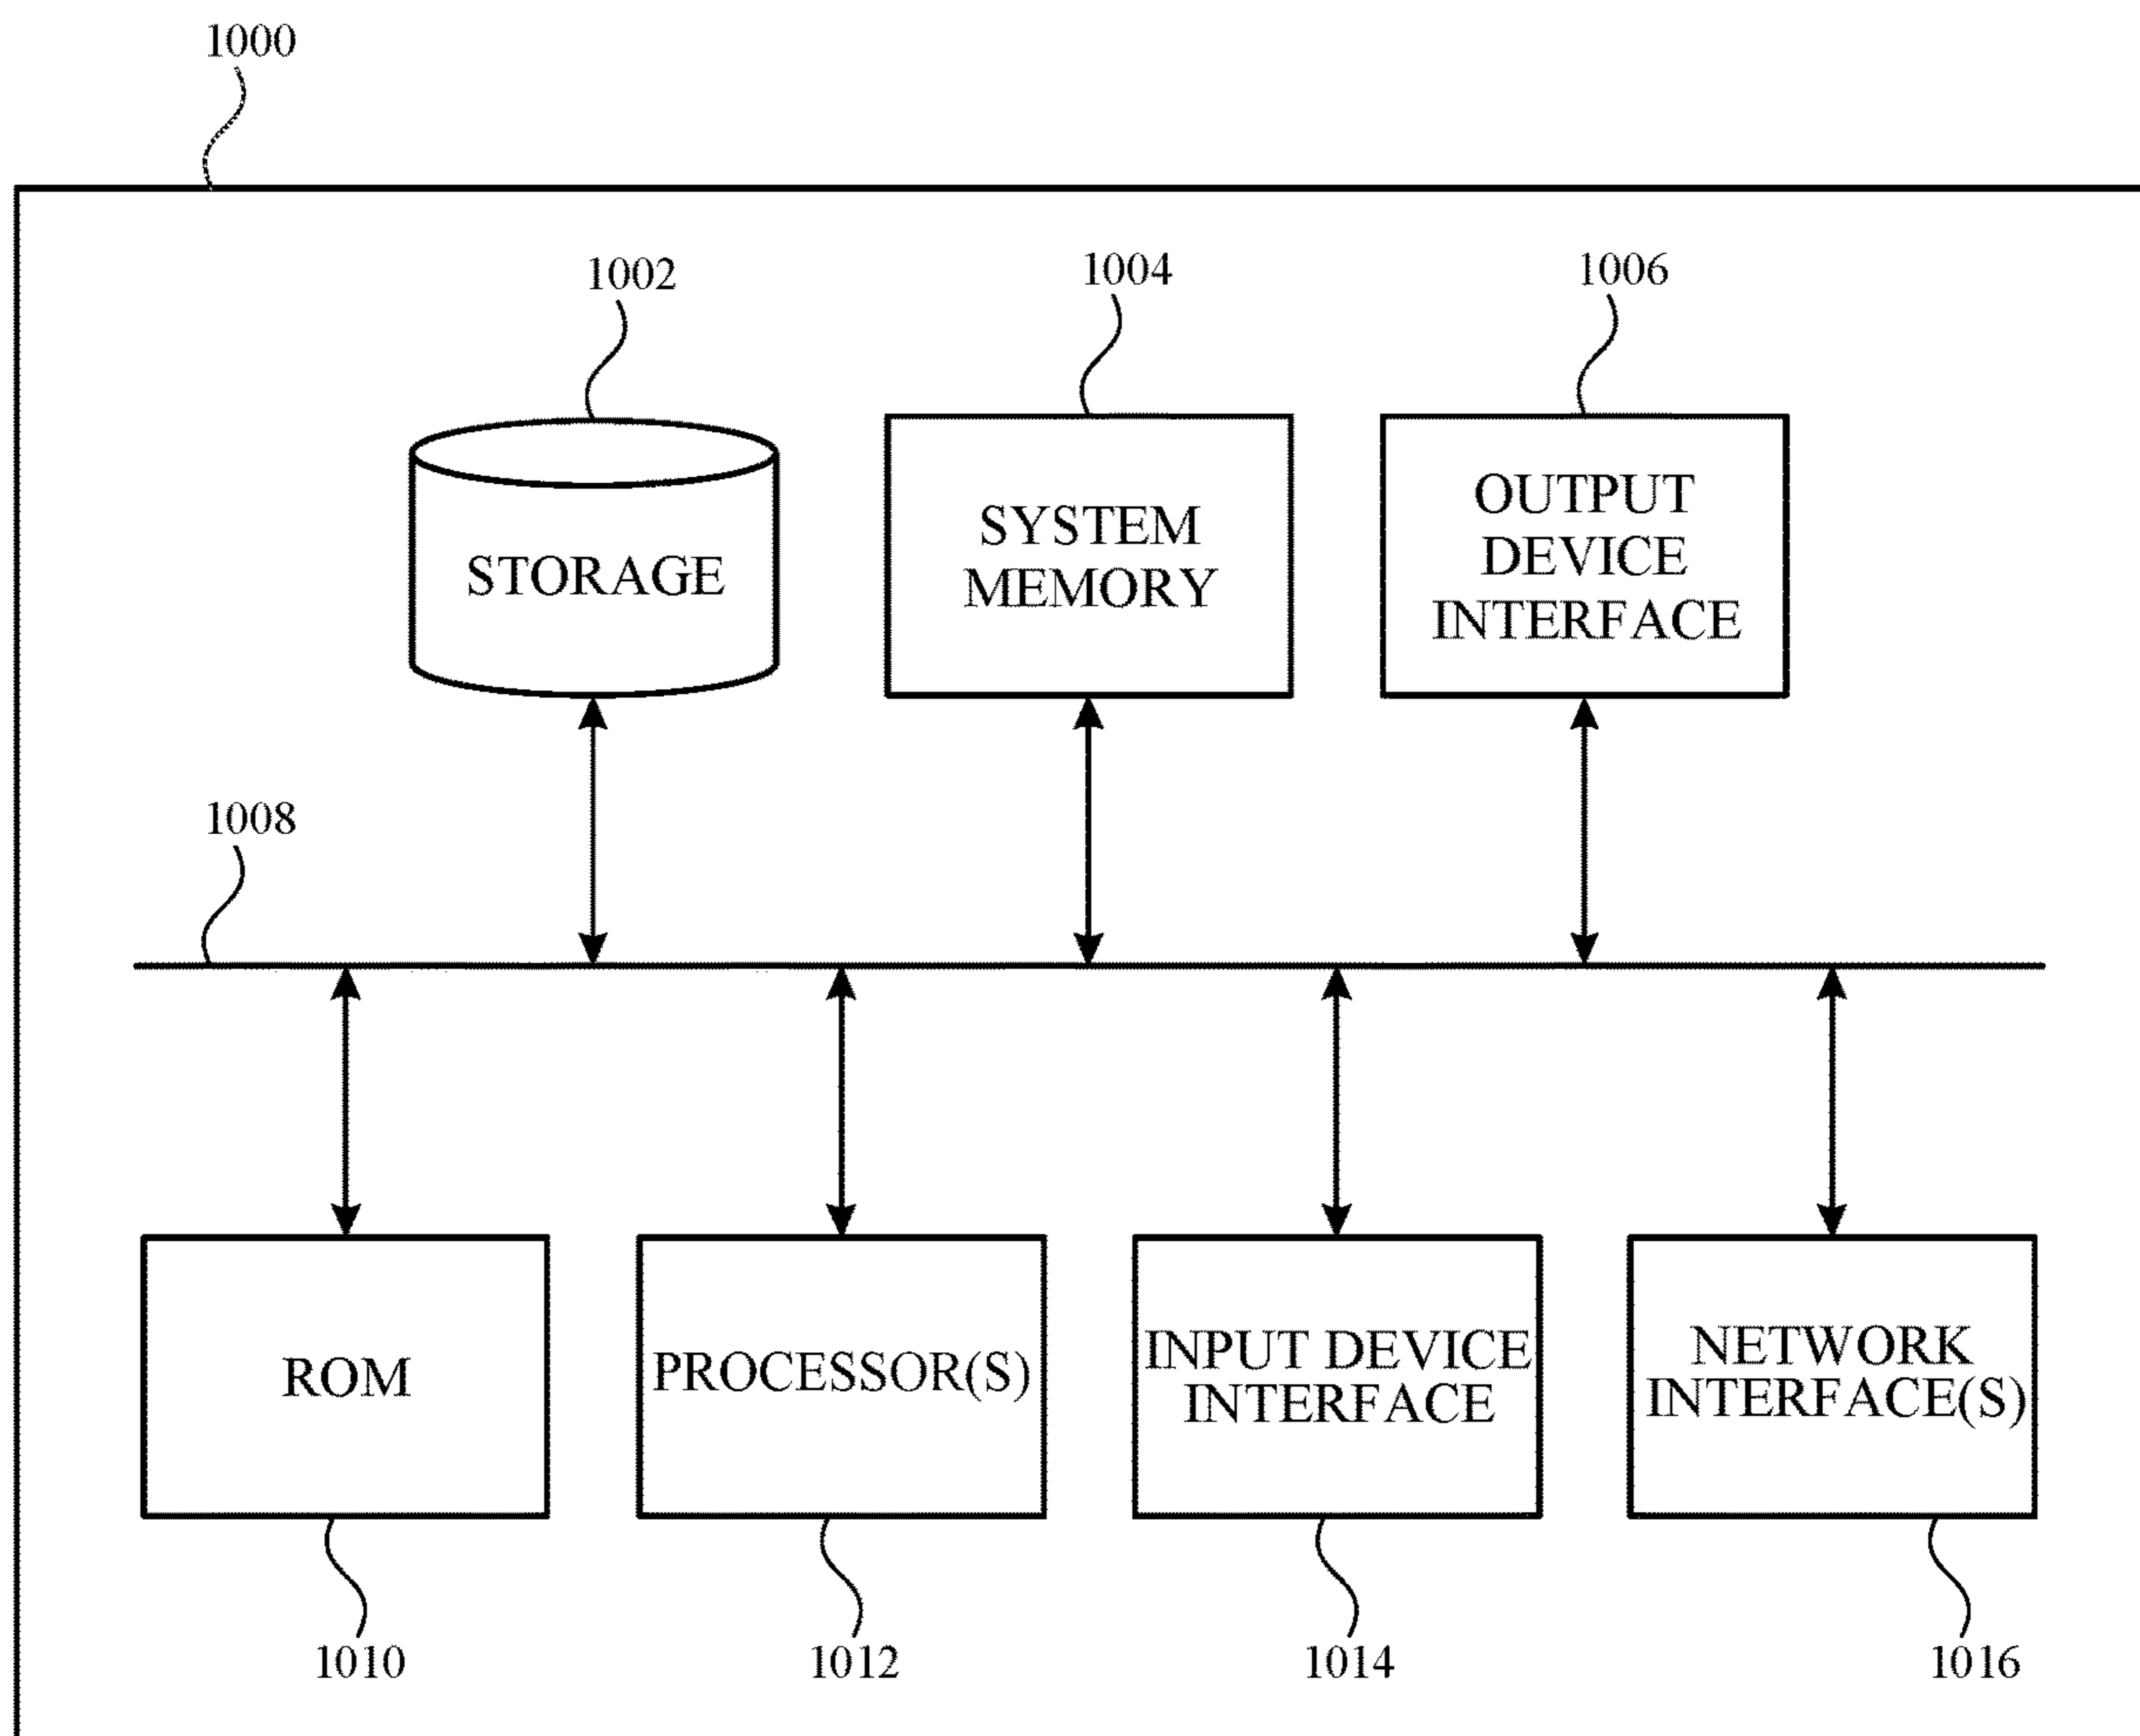 1000
1002
1004
1006
STORAGE
SYSTEM
MEMORY
OUTPUT
DEVICE
INTERFACE
1008
ROM
PROCESSOR(S)
INPUT DEVICE
INTERFACE
NETWORK
INTERFACE(S)
1010
1012
1014
1016